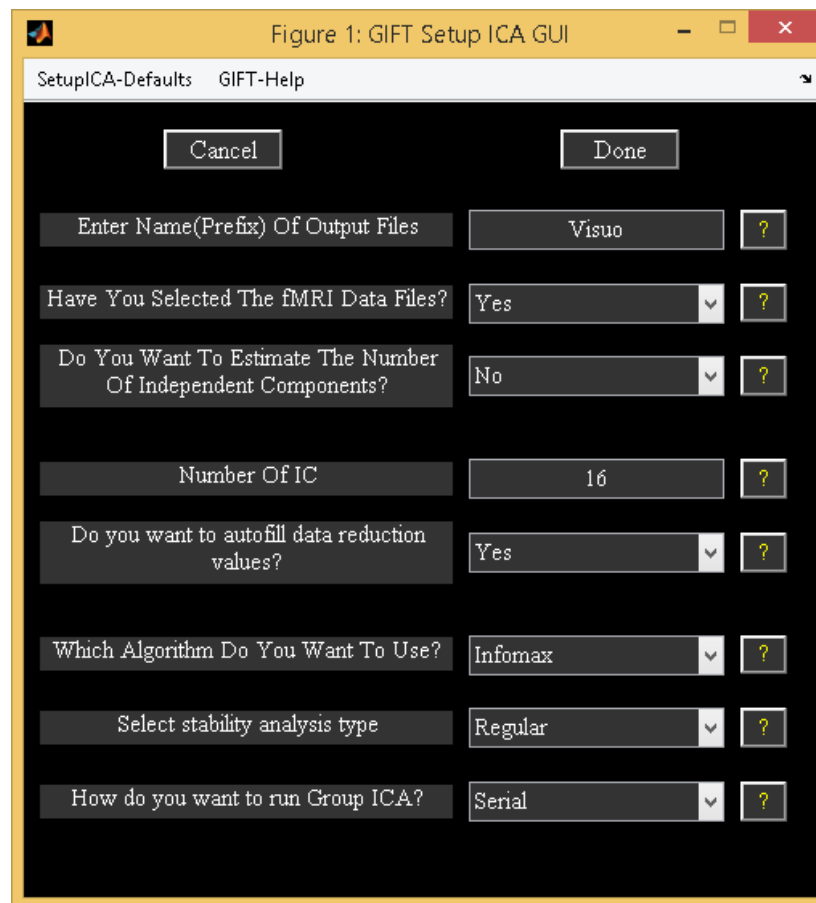 Figure 1: GIFT Setup ICA GUI
SetupICA-Defaults GIFT-Help
Cancel Done
Enter Name(Prefix) Of Output Files Visuo ?
Have You Selected The fMRI Data Files? Yes ?
Do You Want To Estimate The Number
Of Independent Components? No ?
Number Of IC 16 ?
Do you want to autofill data reduction
values? Yes ?
Which Algorithm Do You Want To Use? Infomax ?
Select stability analysis type Regular ?
How do you want to run Group ICA? Serial ?